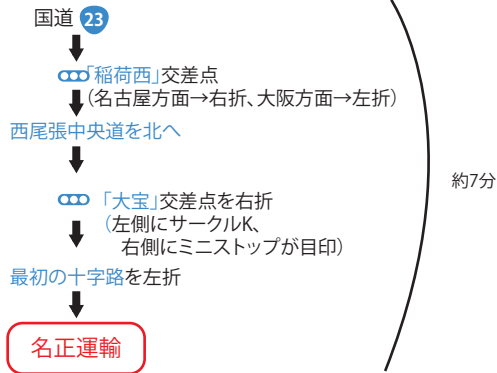 国道 23
「稲荷西」交差点
(名古屋方面→右折、大阪方面→左折)
西尾張中央道を北へ
約7分
「大宝」交差点を右折
(左側にサークルK、
右側にミニストップが目印)
最初の十字路を左折
名正運輸